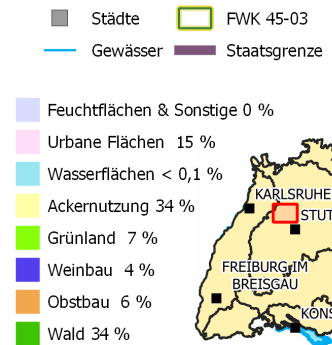 Städte
FWK 45-03
Gewässer
Staatsgrenze
Feuchtflächen & Sonstige 0 %
Urbane Flächen 15 %
Wasserflächen < 0,1 %
Ackernutzung 34 %
Grünland 7 %
Weinbau 4 %
Obstbau 6 %
Wald 34 %
KARLSRUHE
STUT
FREIBURG IM
BREISGAU
KONS